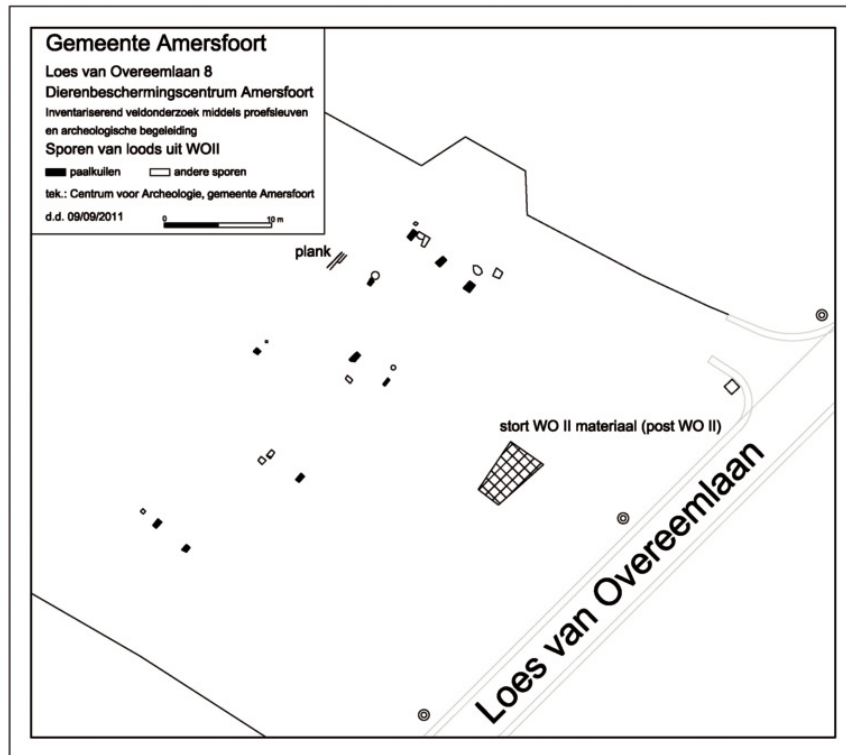 Gemeente Amersfoort
Loes van Overeemlaan 8
Dierenbeschermingscentrum Amersfoort
Inventariserend veldonderzoek middels proefsleuven
en archeologische begeleiding
Sporen van loods uit WOII
paalkuilen andere sporen
tek.: Centrum voor Archeologie, gemeente Amersfoort
d.d. 09/09/2011 0 10 m
plank
stort WO II materiaal (post WO II)
Loes van Overeemlaan